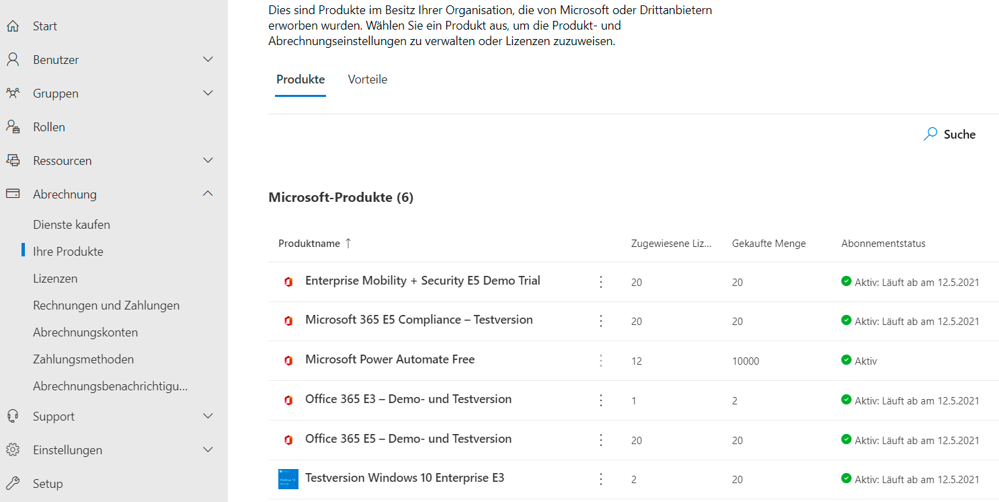 Start
Benutzer
Gruppen
Rollen
Ressourcen
Abrechnung
Dienste kaufen
Ihre Produkte
Lizenzen
Rechnungen und Zahlungen
Abrechnungskonten
Zahlungsmethoden
Abrechnungsbenachrichtigu...
Support
Einstellungen
Setup
Dies sind Produkte im Besitz Ihrer Organisation, die von Microsoft oder Drittanbietern
erworben wurden. Wählen Sie ein Produkt aus, um die Produkt- und
Abrechnungseinstellungen zu verwalten oder Lizenzen zuzuweisen.
Produkte Vorteile
Suche
Microsoft-Produkte (6)
Produktname ↑ Zugewiesene Liz... Gekaufte Menge Abonnementstatus
Enterprise Mobility + Security E5 Demo Trial 20 20 Aktiv: Läuft ab am 12.5.2021
Microsoft 365 E5 Compliance – Testversion 20 20 Aktiv: Läuft ab am 12.5.2021
Microsoft Power Automate Free 12 10000 Aktiv
Office 365 E3 – Demo- und Testversion 1 2 Aktiv: Läuft ab am 12.5.2021
Office 365 E5 – Demo- und Testversion 20 20 Aktiv: Läuft ab am 12.5.2021
Testversion Windows 10 Enterprise E3 2 20 Aktiv: Läuft ab am 12.5.2021